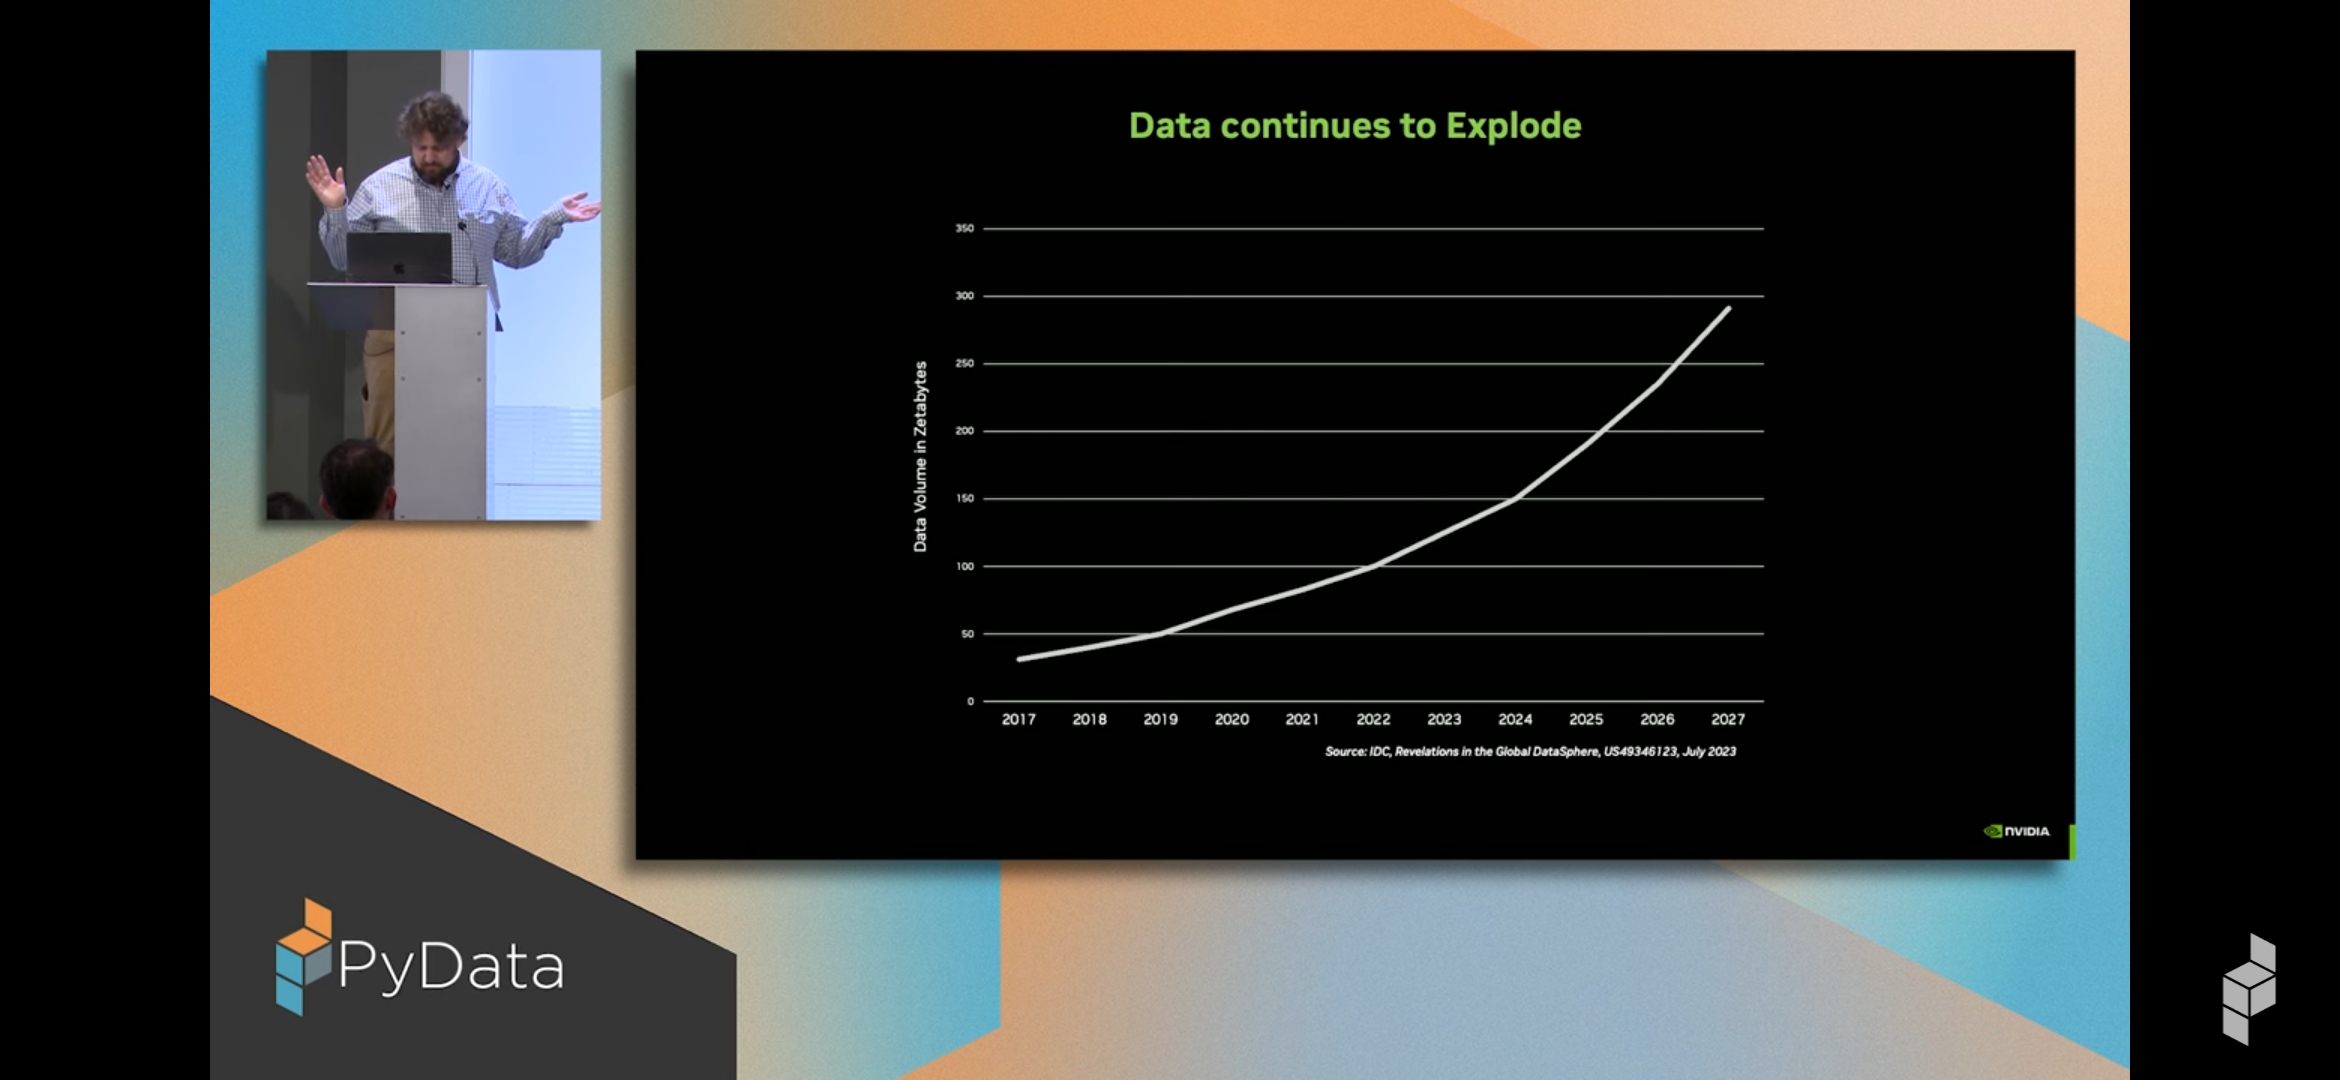 Data continues to Explode
350
300
250
200
150
100
50
0
Data Volume in Zetabytes
2017 2018 2019 2020 2021 2022 2023 2024 2025 2026 2027
Source: IDC, Revelations in the Global DataSphere, US49346123, July 2023
NVIDIA
PyData